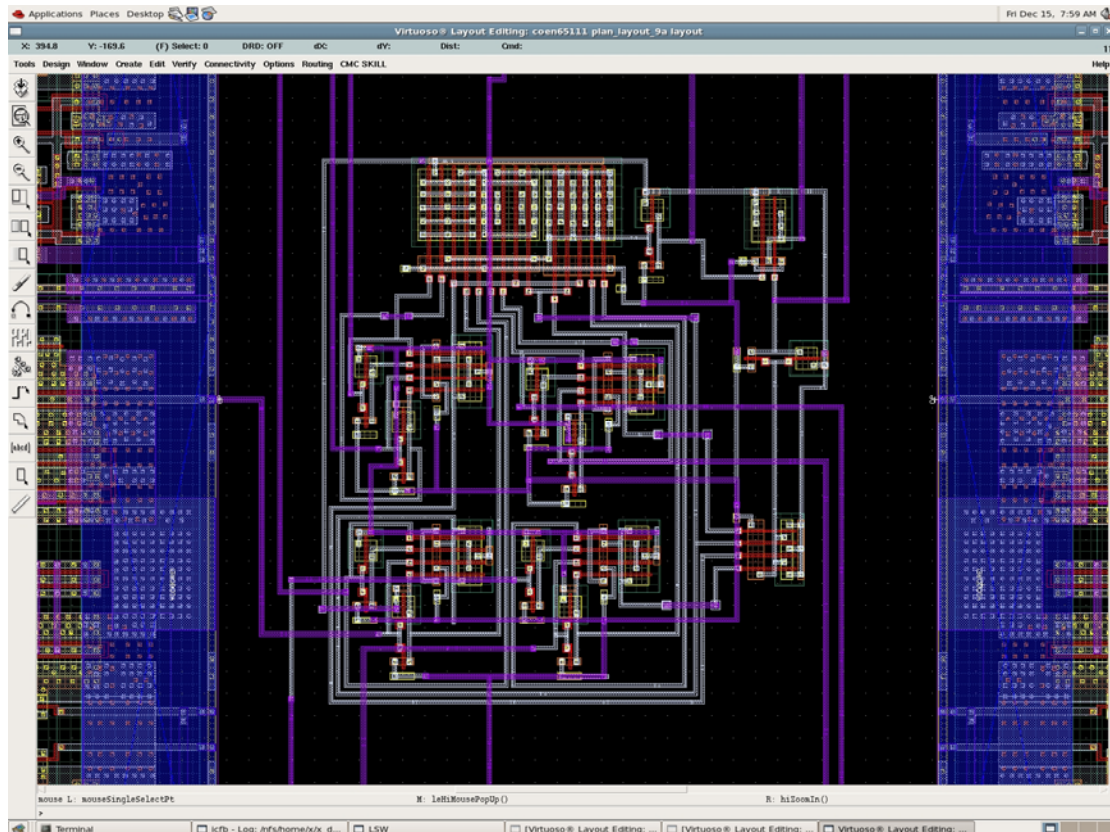 Applications Places Desktop
Fri Dec 15, 7:59 AM
Virtuoso® Layout Editing: coen65111 plan_layout_9a layout
X: 394.8 Y: -169.6 (F) Select: 0 DRD: OFF dX: dY: Dist: Cmd:
Tools Design Window Create Edit Verify Connectivity Options Routing CMC SKILL Help
[abcd]
mouse L: mouseSingleSelectPt M: leHiMousePopUp() R: hiZoomIn()
>
Terminal icfb - Log: /nfs/home/x/x_d... LSW [Virtuoso® Layout Editing: ... [Virtuoso® Layout Editing: ... Virtuoso® Layout Editing: ...